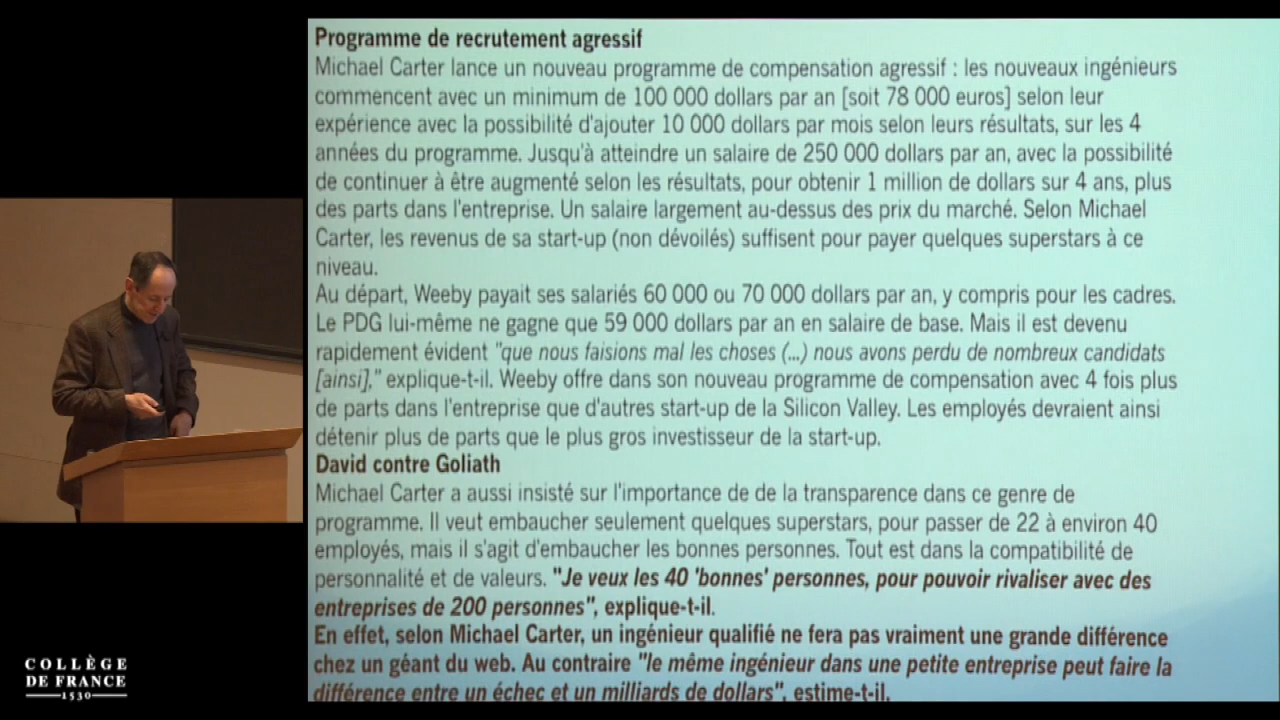 Programme de recrutement agressif
Michael Carter lance un nouveau programme de compensation agressif : les nouveaux ingénieurs
commencent avec un minimum de 100 000 dollars par an [soit 78 000 euros] selon leur
expérience avec la possibilité d'ajouter 10 000 dollars par mois selon leurs résultats, sur les 4
années du programme. Jusqu'à atteindre un salaire de 250 000 dollars par an, avec la possibilité
de continuer à être augmenté selon les résultats, pour obtenir 1 million de dollars sur 4 ans, plus
des parts dans l'entreprise. Un salaire largement au-dessus des prix du marché. Selon Michael
Carter, les revenus de sa start-up (non dévoilés) suffisent pour payer quelques superstars à ce
niveau.
Au départ, Weeby payait ses salariés 60 000 ou 70 000 dollars par an, y compris pour les cadres.
Le PDG lui-même ne gagne que 59 000 dollars par an en salaire de base. Mais il est devenu
rapidement évident "que nous faisions mal les choses (...) nous avons perdu de nombreux candidats
[ainsi]," explique-t-il. Weeby offre dans son nouveau programme de compensation avec 4 fois plus
de parts dans l'entreprise que d'autres start-up de la Silicon Valley. Les employés devraient ainsi
détenir plus de parts que le plus gros investisseur de la start-up.
David contre Goliath
Michael Carter a aussi insisté sur l'importance de de la transparence dans ce genre de
programme. Il veut embaucher seulement quelques superstars, pour passer de 22 à environ 40
employés, mais il s'agit d'embaucher les bonnes personnes. Tout est dans la compatibilité de
personnalité et de valeurs. "Je veux les 40 'bonnes' personnes, pour pouvoir rivaliser avec des
entreprises de 200 personnes", explique-t-il.
En effet, selon Michael Carter, un ingénieur qualifié ne fera pas vraiment une grande différence
chez un géant du web. Au contraire "le même ingénieur dans une petite entreprise peut faire la
différence entre un échec et un milliards de dollars", estime-t-il.
COLLÈGE
DE FRANCE
1530